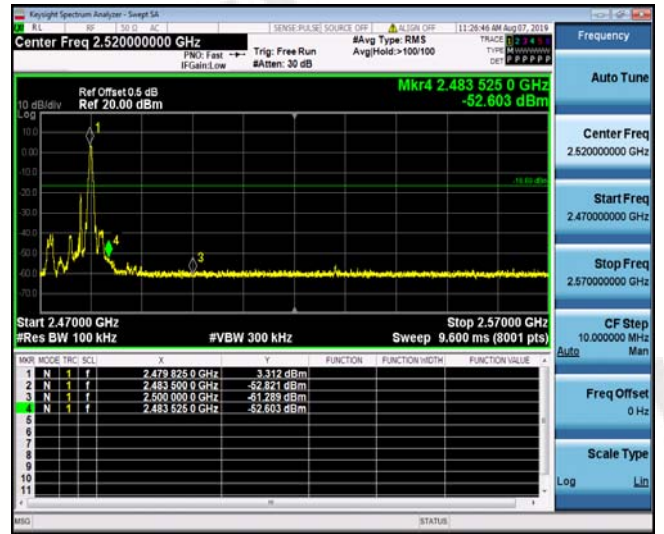 Keysight Spectrum Analyzer - Swept SA
RL RF 50 Ω AC SENSE:PULSE SOURCE OFF ALIGN OFF 11:26:46 AM Aug 07, 2019
Center Freq 2.520000000 GHz
#Avg Type: RMS
TRACE 1 2 3 4 5 6
PNO: Fast
Trig: Free Run
Avg|Hold:>100/100
TYPE M
IFGain:Low
#Atten: 30 dB
DET P P P P P P
Mkr4 2.483 525 0 GHz
-52.603 dBm
Ref Offset 0.5 dB
10 dB/div Ref 20.00 dBm
Log
10.0
0.00
-10.0
-20.0
-30.0
-40.0
-50.0
-60.0
-70.0
1
4
3
Start 2.47000 GHz
Stop 2.57000 GHz
#Res BW 100 kHz
#VBW 300 kHz
Sweep 9.600 ms (8001 pts)
MKR MODE TRC SCL X Y FUNCTION FUNCTION WIDTH FUNCTION VALUE
1 N 1 f 2.479 825 0 GHz 3.312 dBm
2 N 1 f 2.483 500 0 GHz -52.821 dBm
3 N 1 f 2.500 000 0 GHz -61.289 dBm
4 N 1 f 2.483 525 0 GHz -52.603 dBm
5
6
7
8
9
10
11
MSG
STATUS
Frequency
Auto Tune
Center Freq
2.520000000 GHz
Start Freq
2.470000000 GHz
Stop Freq
2.570000000 GHz
CF Step
10.000000 MHz
Auto Man
Freq Offset
0 Hz
Scale Type
Log Lin